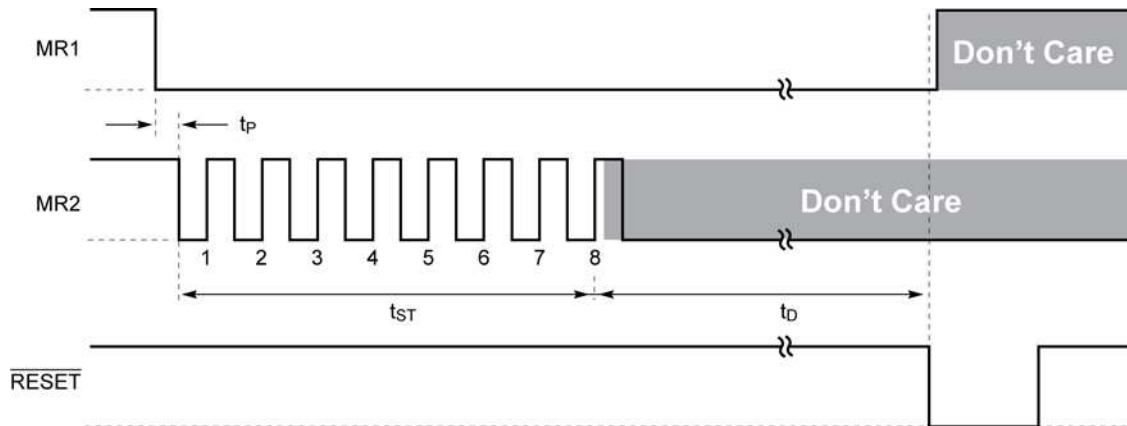 MR1
Don't Care
tP
MR2
Don't Care
1 2 3 4 5 6 7 8
tST
tD
RESET